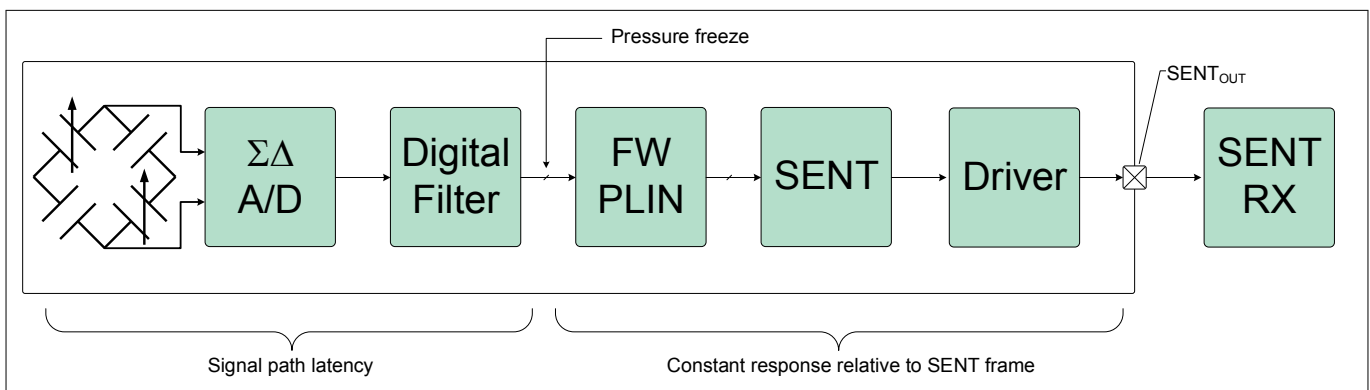 Pressure freeze
SENTOUT
ΣΔ
A/D
Digital
Filter
FW
PLIN
SENT
Driver
SENT
RX
Signal path latency
Constant response relative to SENT frame